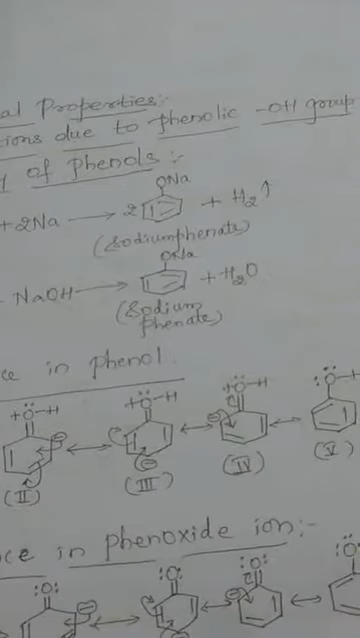 al Properties:-
tions due to phenolic -OH group
y of phenols :-
ONa
+2Na → 2 + H2↑
(Sodiumphenate)
ONa
NaOH → + H2O
(Sodium
phenate)
ce in phenol
+Ö-H +Ö-H +Ö-H :Ö-
(II) (III) (IV) (V)
ce in phenoxide ion:-
:O: :O: :O: :Ö